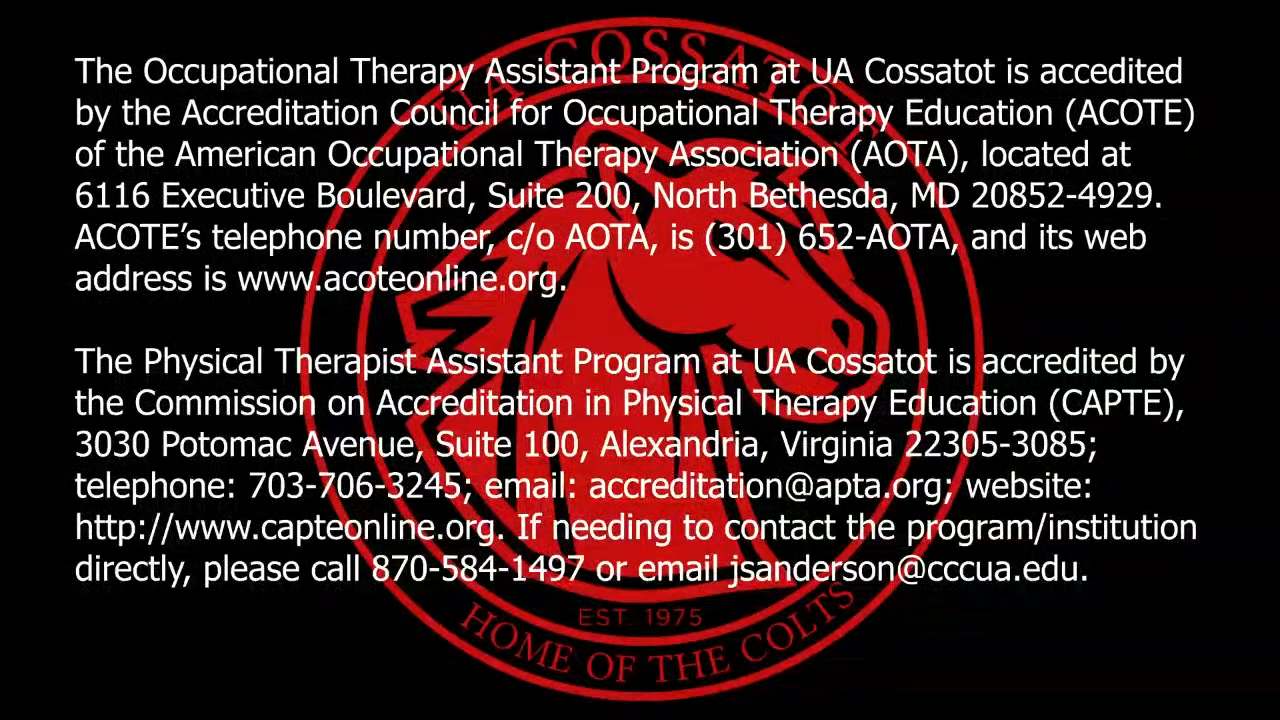 UA COSSATOT
The Occupational Therapy Assistant Program at UA Cossatot is accedited
by the Accreditation Council for Occupational Therapy Education (ACOTE)
of the American Occupational Therapy Association (AOTA), located at
6116 Executive Boulevard, Suite 200, North Bethesda, MD 20852-4929.
ACOTE’s telephone number, c/o AOTA, is (301) 652-AOTA, and its web
address is www.acoteonline.org.
The Physical Therapist Assistant Program at UA Cossatot is accredited by
the Commission on Accreditation in Physical Therapy Education (CAPTE),
3030 Potomac Avenue, Suite 100, Alexandria, Virginia 22305-3085;
telephone: 703-706-3245; email: accreditation@apta.org; website:
http://www.capteonline.org. If needing to contact the program/institution
directly, please call 870-584-1497 or email jsanderson@cccua.edu.
EST. 1975
HOME OF THE COLTS